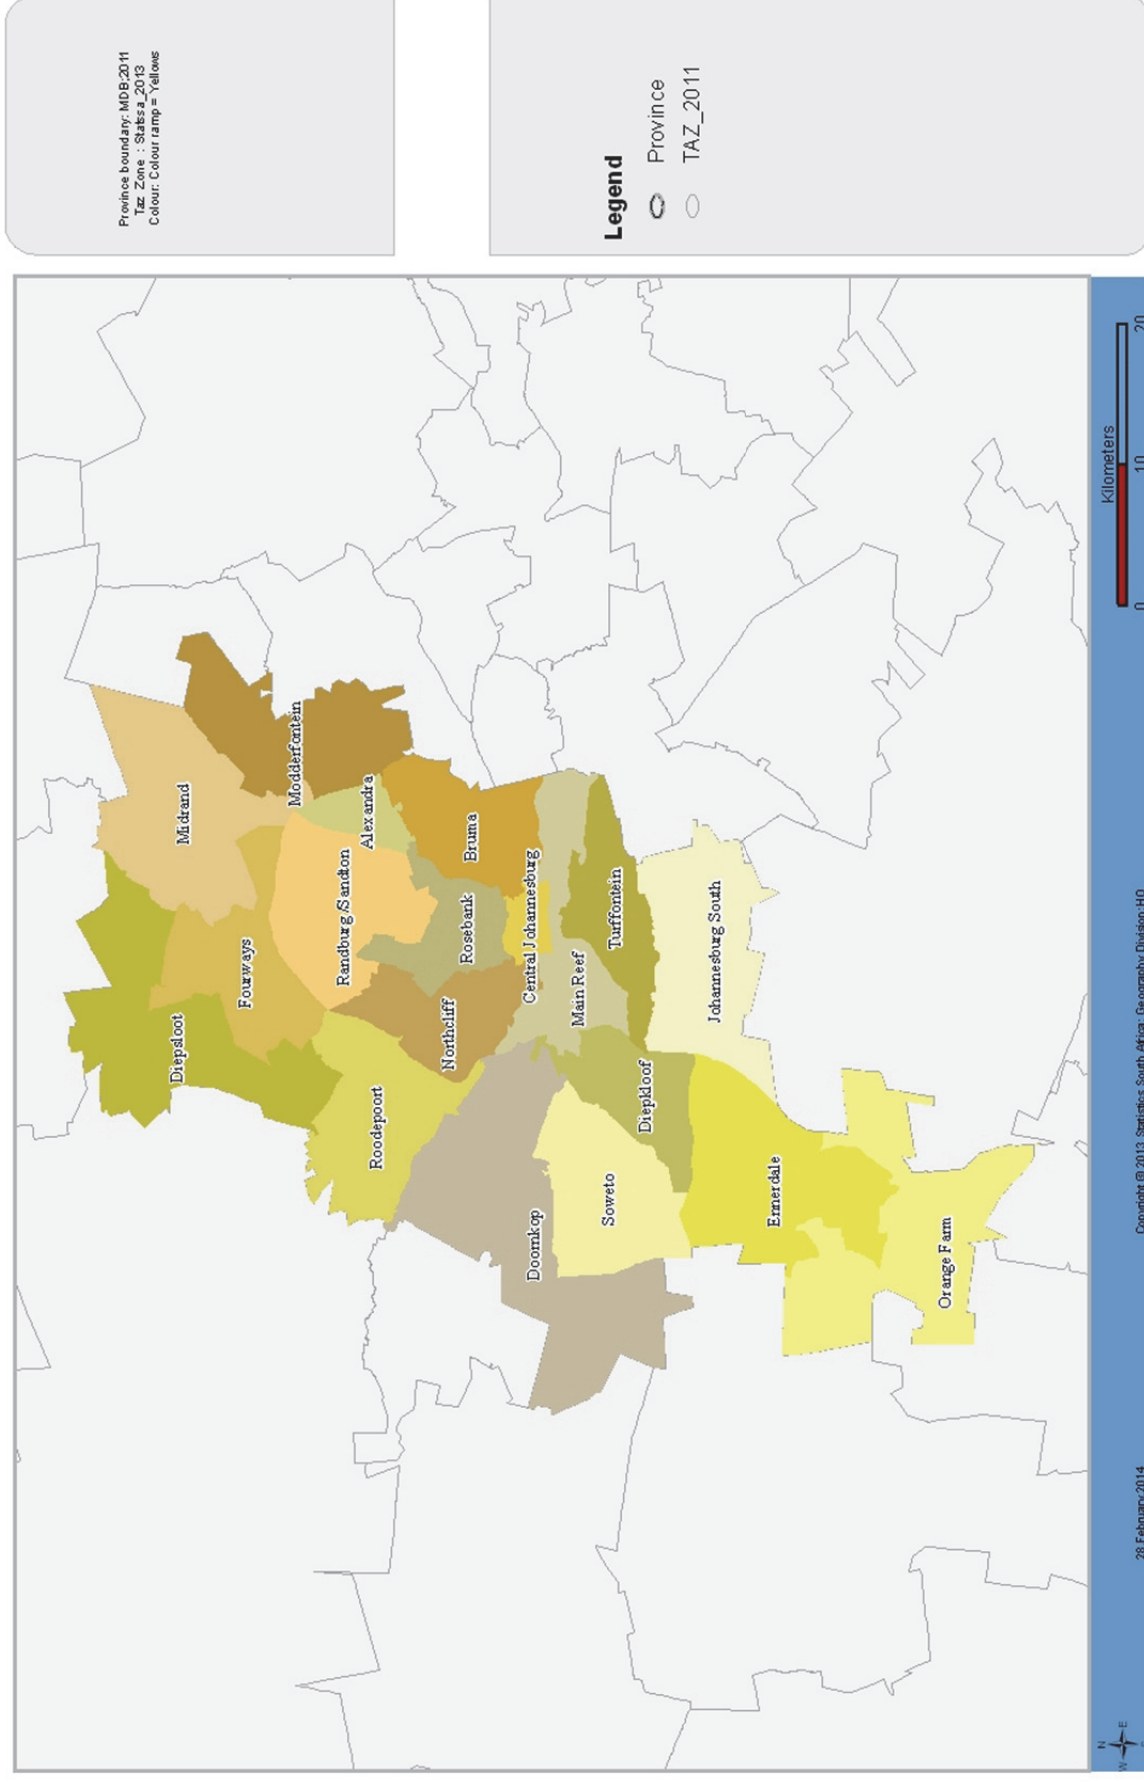 Province boundary: MDB;2011
Taz Zone : Statssa_2013
Colour: Colour ramp = Yellows
Legend
Province
TAZ_2011
Midrand
Diepsloot
Fourways
Modderfontein
Randburg/Sandton
Alexandra
Roodepoort
Northcliff
Rosebank
Bruma
Central Johannesburg
Doornkop
Main Reef
Soweto
Diepkloof
Turffontein
Johannesburg South
Ennerdale
Orange Farm
Kilometers
0 10 20
N
W E
28 February 2014
Copyright @ 2013 Statistics South Africa: Geography Division: HO